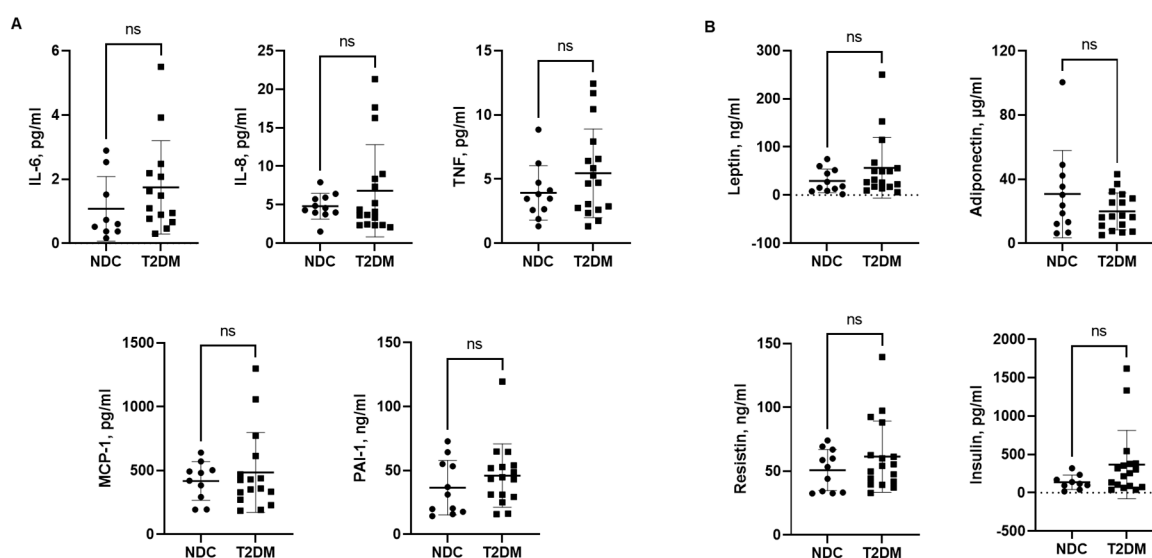 A
IL-6, pg/ml
6
4
2
0
ns
NDC T2DM
IL-8, pg/ml
25
20
15
10
5
0
ns
NDC T2DM
TNF, pg/ml
15
10
5
0
ns
NDC T2DM
MCP-1, pg/ml
1500
1000
500
0
ns
NDC T2DM
PAI-1, ng/ml
150
100
50
0
ns
NDC T2DM
B
Leptin, ng/ml
300
200
100
0
-100
ns
NDC T2DM
Adiponectin, µg/ml
120
80
40
0
ns
NDC T2DM
Resistin, ng/ml
150
100
50
0
ns
NDC T2DM
Insulin, pg/ml
2000
1500
1000
500
0
500
ns
NDC T2DM